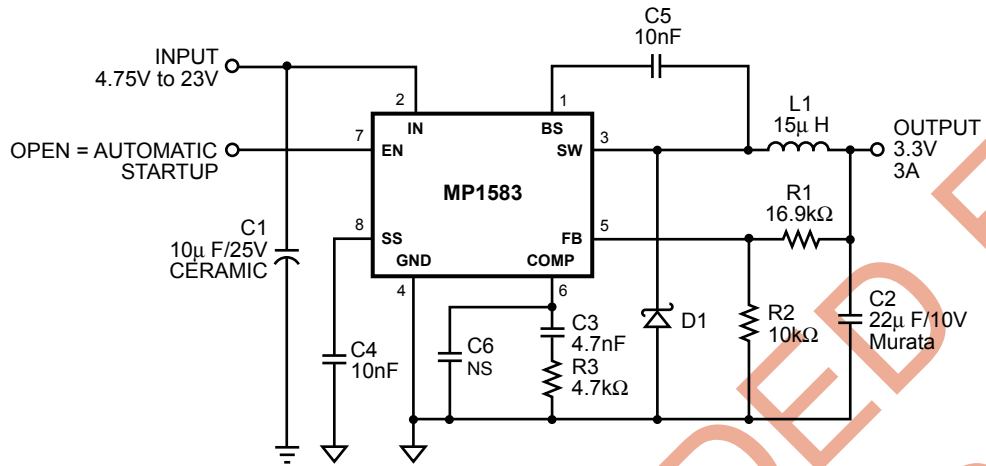 C5
10nF
INPUT
4.75V to 23V
2
1
IN
BS
L1
15μ H
OUTPUT
3.3V
3A
7
EN
SW
3
OPEN = AUTOMATIC
STARTUP
MP1583
R1
16.9kΩ
8
SS
FB
5
C1
10μ F/25V
CERAMIC
GND
COMP
4
6
C4
10nF
C6
NS
C3
4.7nF
R3
4.7kΩ
D1
R2
10kΩ
C2
22μ F/10V
Murata